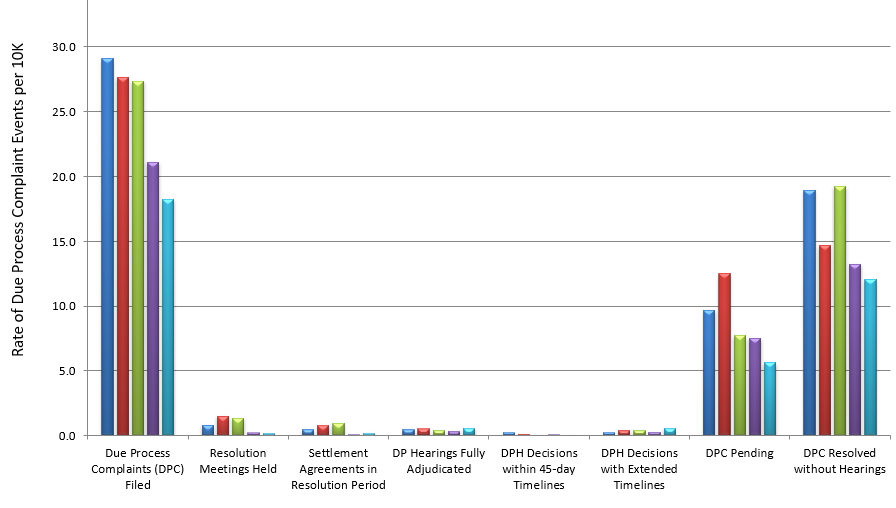 Rate of Due Process Complaint Events per 10K
30.0
25.0
20.0
15.0
10.0
5.0
0.0
Due Process
Complaints (DPC)
Filed
Resolution
Meetings Held
Settlement
Agreements in
Resolution Period
DP Hearings Fully
Adjudicated
DPH Decisions
within 45-day
Timelines
DPH Decisions
with Extended
Timelines
DPC Pending
DPC Resolved
without Hearings